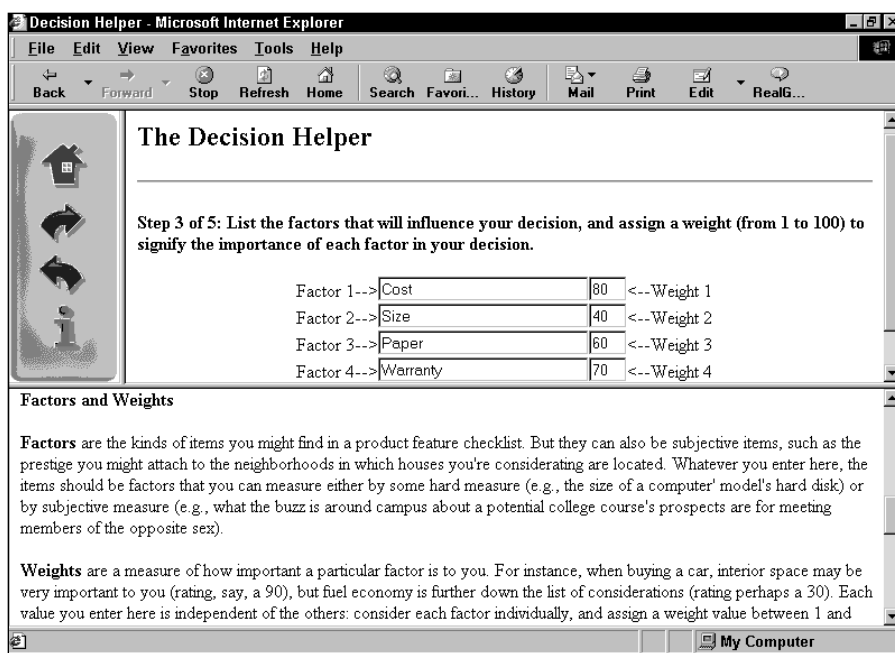 Decision Helper - Microsoft Internet Explorer
File Edit View Favorites Tools Help
Back Forward Stop Refresh Home Search Favori... History Mail Print Edit RealG...
The Decision Helper
Step 3 of 5: List the factors that will influence your decision, and assign a weight (from 1 to 100) to
signify the importance of each factor in your decision.
Factor 1-->Cost 80 <--Weight 1
Factor 2-->Size 40 <--Weight 2
Factor 3-->Paper 60 <--Weight 3
Factor 4-->Warranty 70 <--Weight 4
Factors and Weights
Factors are the kinds of items you might find in a product feature checklist. But they can also be subjective items, such as the
prestige you might attach to the neighborhoods in which houses you're considerating are located. Whatever you enter here, the
items should be factors that you can measure either by some hard measure (e.g., the size of a computer' model's hard disk) or
by subjective measure (e.g., what the buzz is around campus about a potential college course's prospects are for meeting
members of the opposite sex).
Weights are a measure of how important a particular factor is to you. For instance, when buying a car, interior space may be
very important to you (rating, say, a 90), but fuel economy is further down the list of considerations (rating perhaps a 30). Each
value you enter here is independent of the others: consider each factor individually, and assign a weight value between 1 and
My Computer